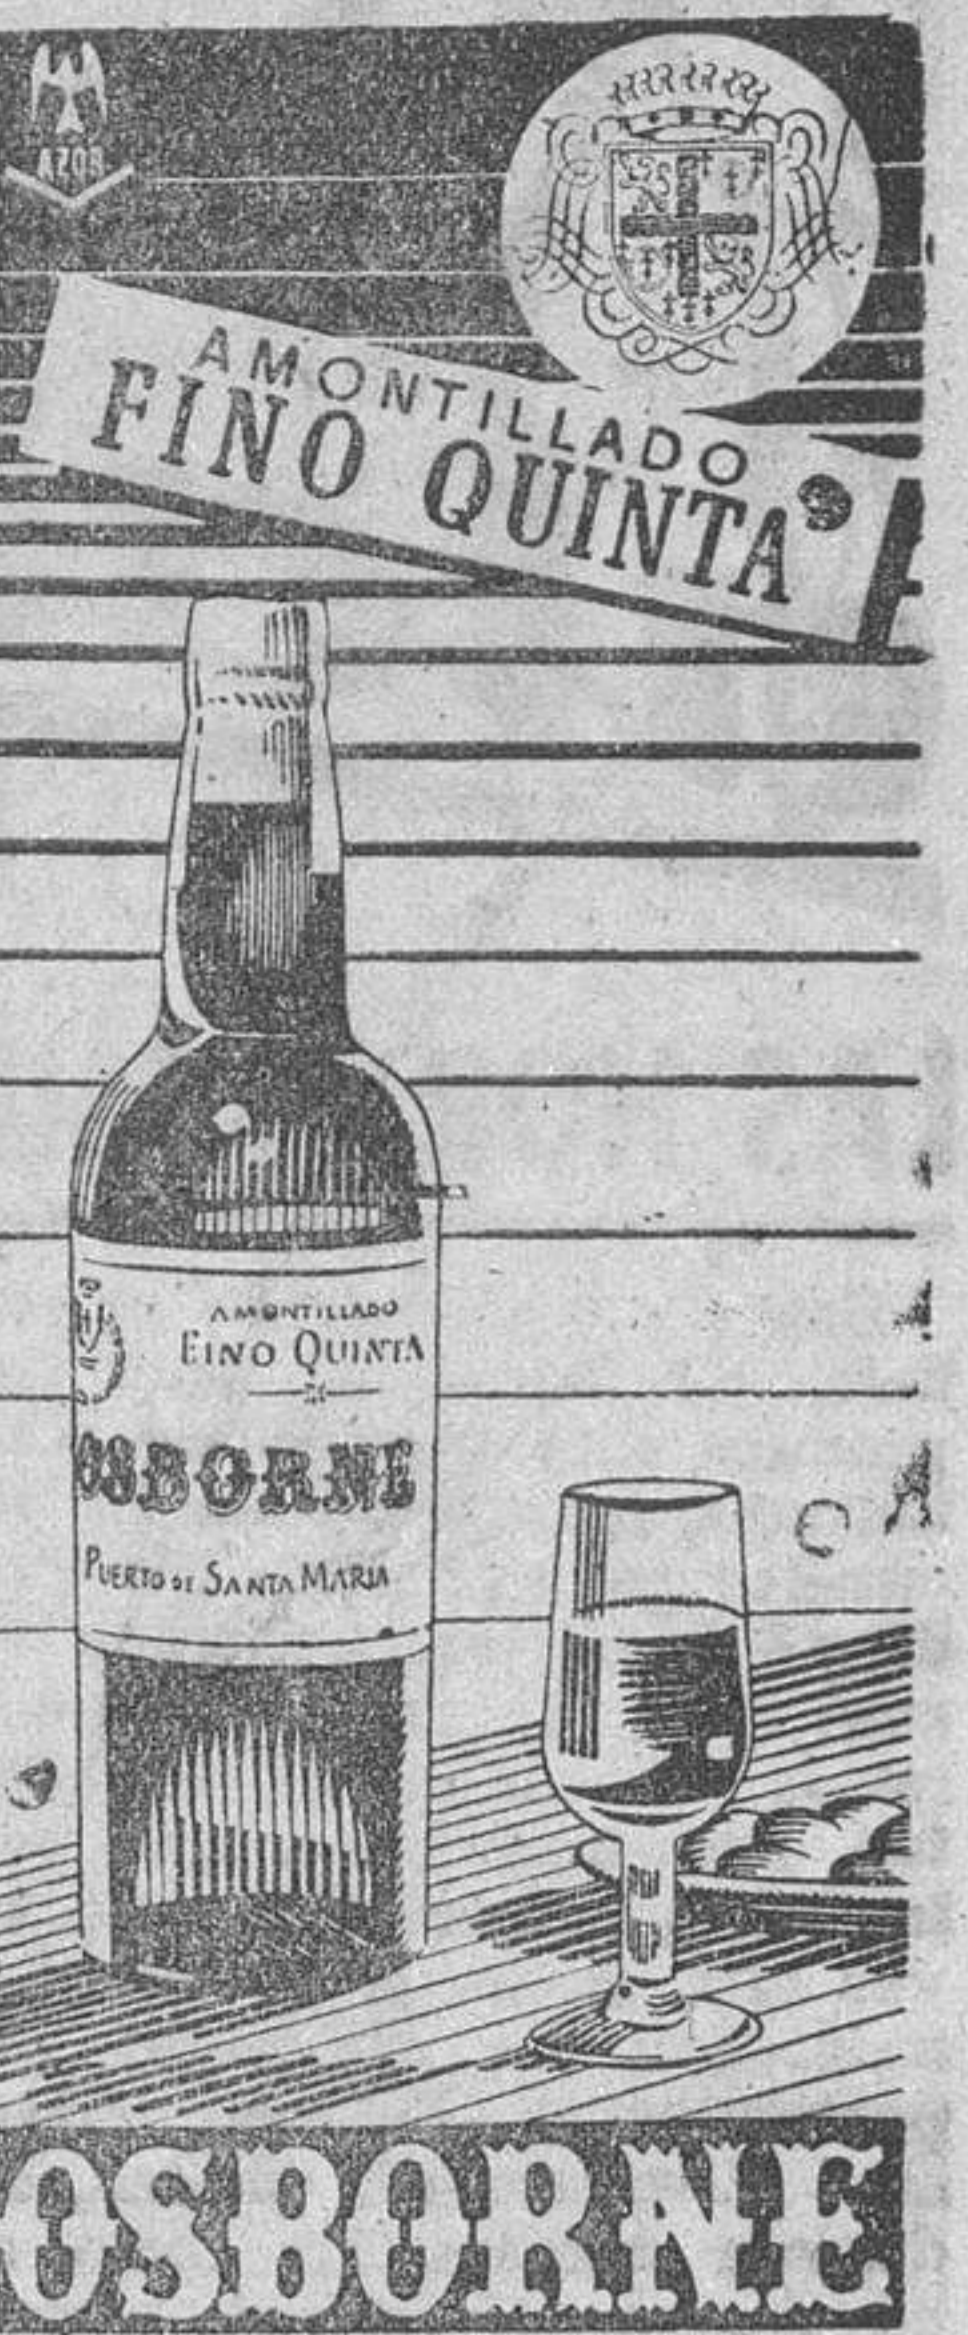 AZOR
AMONTILLADO
FINO QUINTA
AMONTILLADO
FINO QUINTA
OSBORNE
PUERTO DE SANTA MARIA
OSBORNE